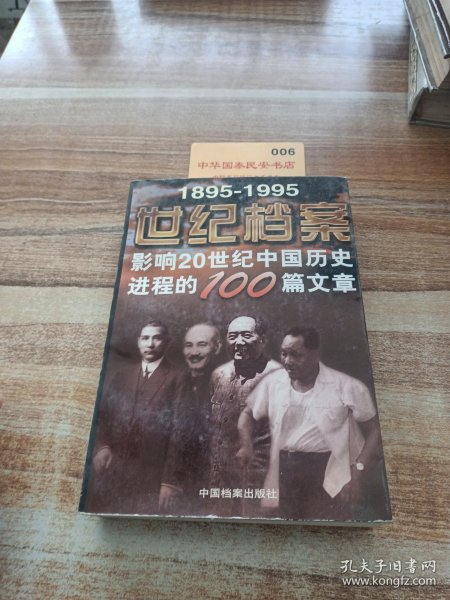 006
中华国泰民安书店
1895-1995
世纪档案
影响20世纪中国历史
进程的100篇文章
中国档案出版社
孔夫子旧书网
www.kongfz.com